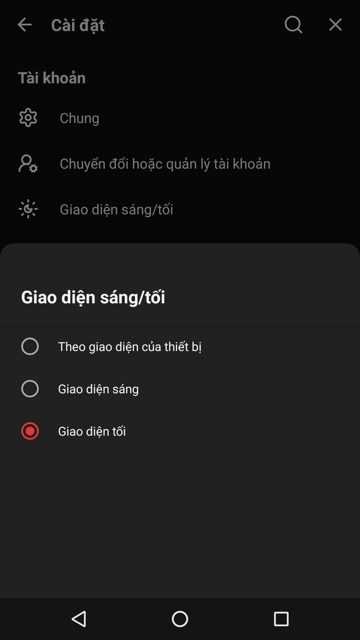 Cài đặt
Tài khoản
Chung
Chuyển đổi hoặc quản lý tài khoản
Giao diện sáng/tối
Giao diện sáng/tối
Theo giao diện của thiết bị
Giao diện sáng
Giao diện tối